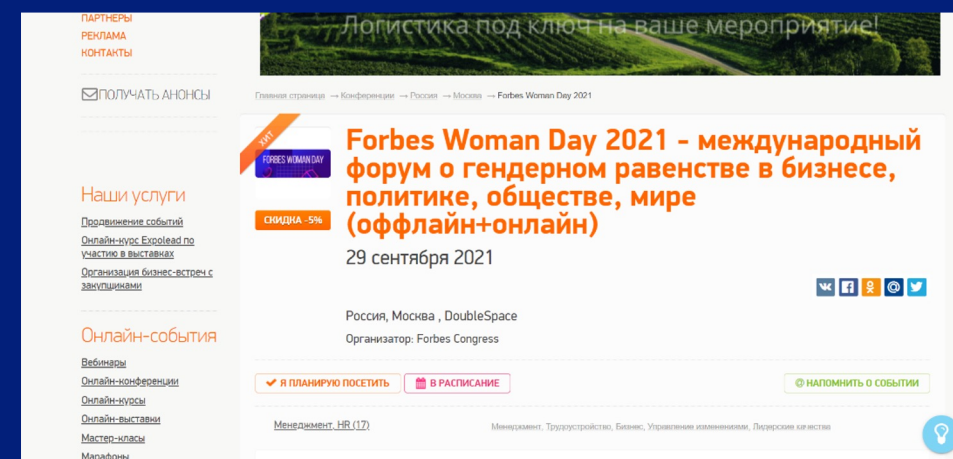 ПАРТНЕРЫ
РЕКЛАМА
КОНТАКТЫ
ПОЛУЧАТЬ АНОНСЫ
Наши услуги
Продвижение событий
Онлайн-курс Expolead по
участию в выставках
Организация бизнес-встреч с
закупщиками
Онлайн-события
Вебинары
Онлайн-конференции
Онлайн-курсы
Онлайн-выставки
Мастер-класы
Марафоны
Логистика под ключ на ваше мероприятие!
Главная страница → Конференции → Россия → Москва → Forbes Woman Day 2021
ХИТ
FORBES WOMAN DAY
СКИДКА -5%
Forbes Woman Day 2021 - международный
форум о гендерном равенстве в бизнесе,
политике, обществе, мире
(оффлайн+онлайн)
29 сентября 2021
Россия, Москва , DoubleSpace
Организатор: Forbes Congress
Я ПЛАНИРУЮ ПОСЕТИТЬ
В РАСПИСАНИЕ
НАПОМНИТЬ О СОБЫТИИ
Менеджмент, HR (17)
Менеджмент, Трудоустройство, Бизнес, Управление изменениями, Лидерские качества